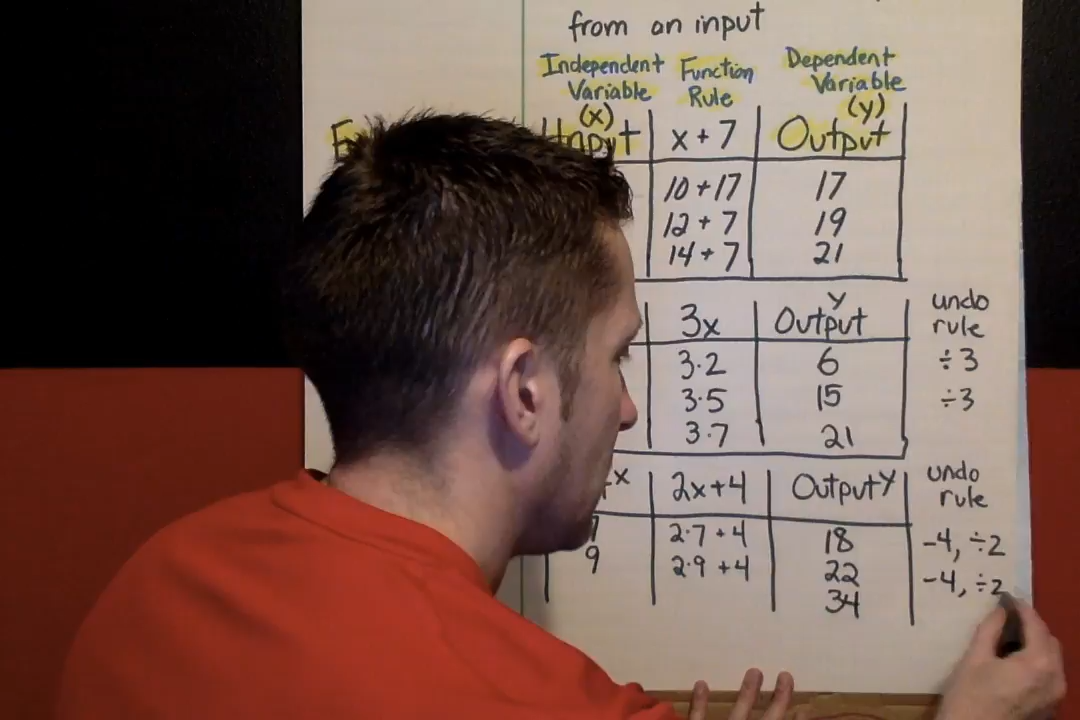 from an input
Independent Function Dependent
Variable Rule Variable
(x) (y)
Input x + 7 Output
10 + 17 17
12 + 7 19
14 + 7 21
3x Output y undo rule
3·2 6 ÷3
3·5 15 ÷3
3·7 21
x 2x+4 Output y undo rule
7 2·7 + 4 18 -4, ÷2
9 2·9 + 4 22 -4, ÷2
34